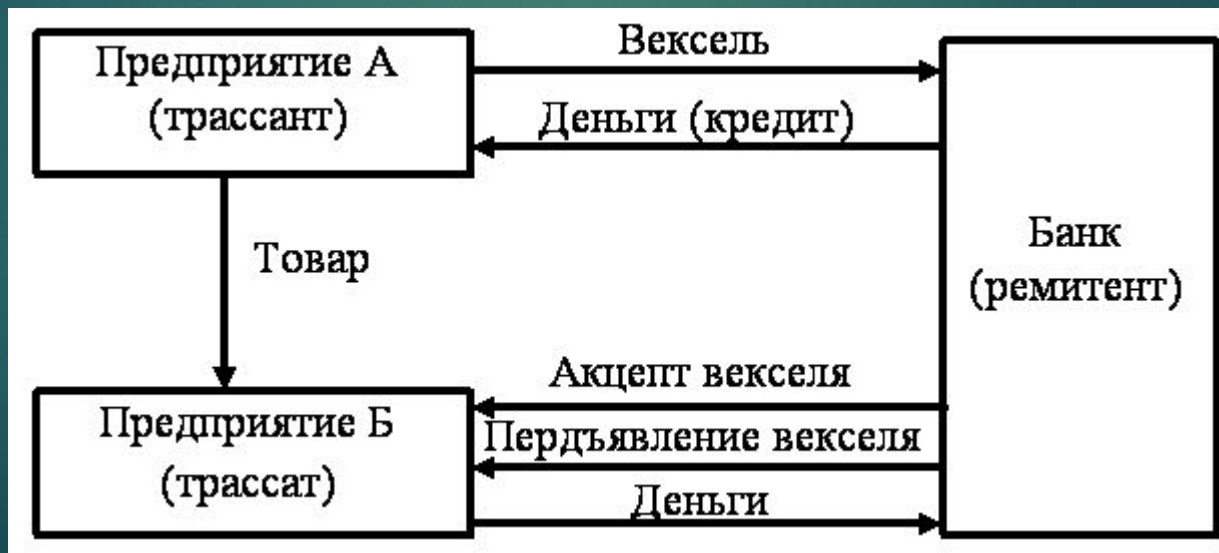 Предприятие А
(трассант)
Вексель
Деньги (кредит)
Товар
Банк
(ремитент)
Акцепт векселя
Предприятие Б
(трассат)
Пердъявление векселя
Деньги